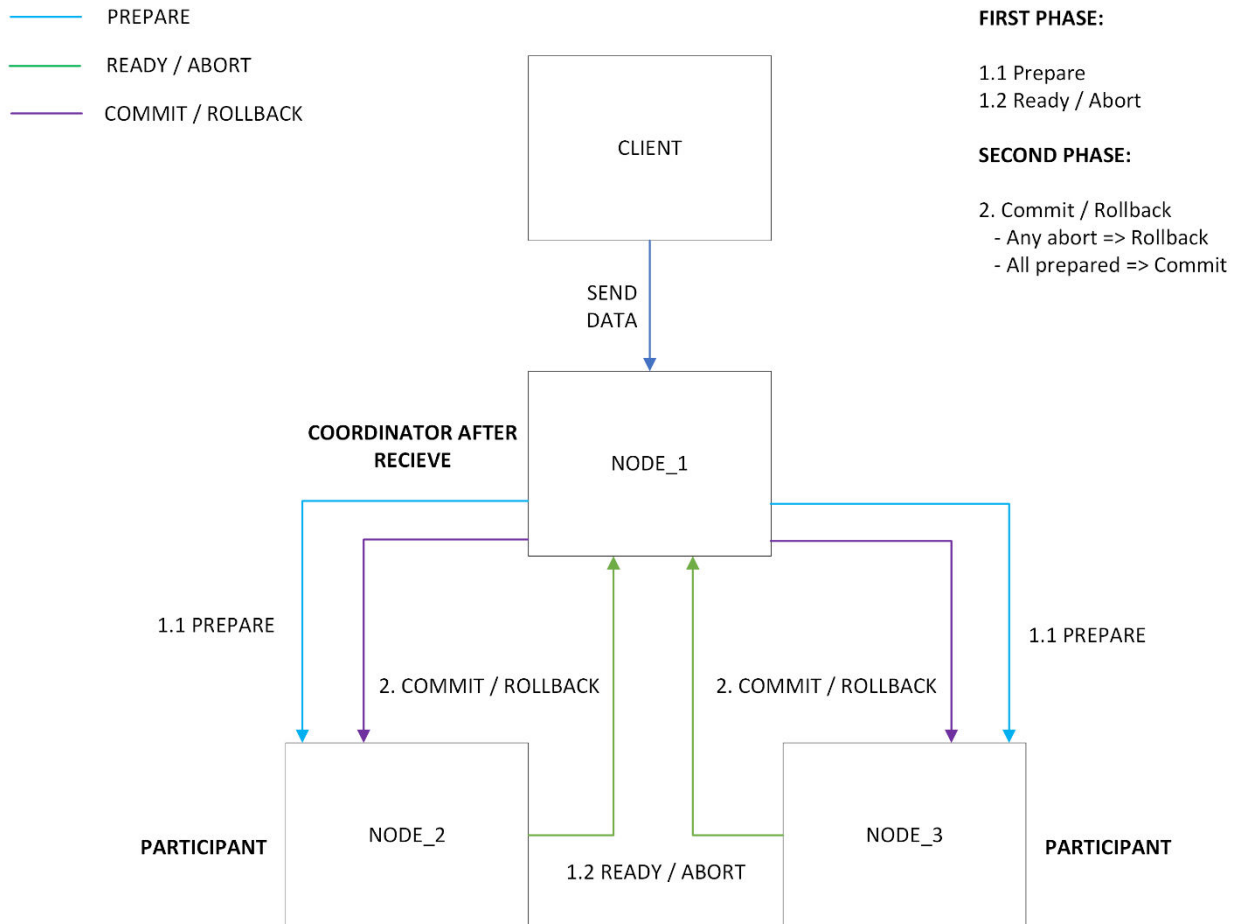 PREPARE
READY / ABORT
COMMIT / ROLLBACK
FIRST PHASE:
1.1 Prepare
1.2 Ready / Abort
SECOND PHASE:
2. Commit / Rollback
- Any abort => Rollback
- All prepared => Commit
CLIENT
SEND
DATA
COORDINATOR AFTER
RECIEVE
NODE_1
1.1 PREPARE
1.1 PREPARE
2. COMMIT / ROLLBACK
2. COMMIT / ROLLBACK
PARTICIPANT
NODE_2
NODE_3
PARTICIPANT
1.2 READY / ABORT